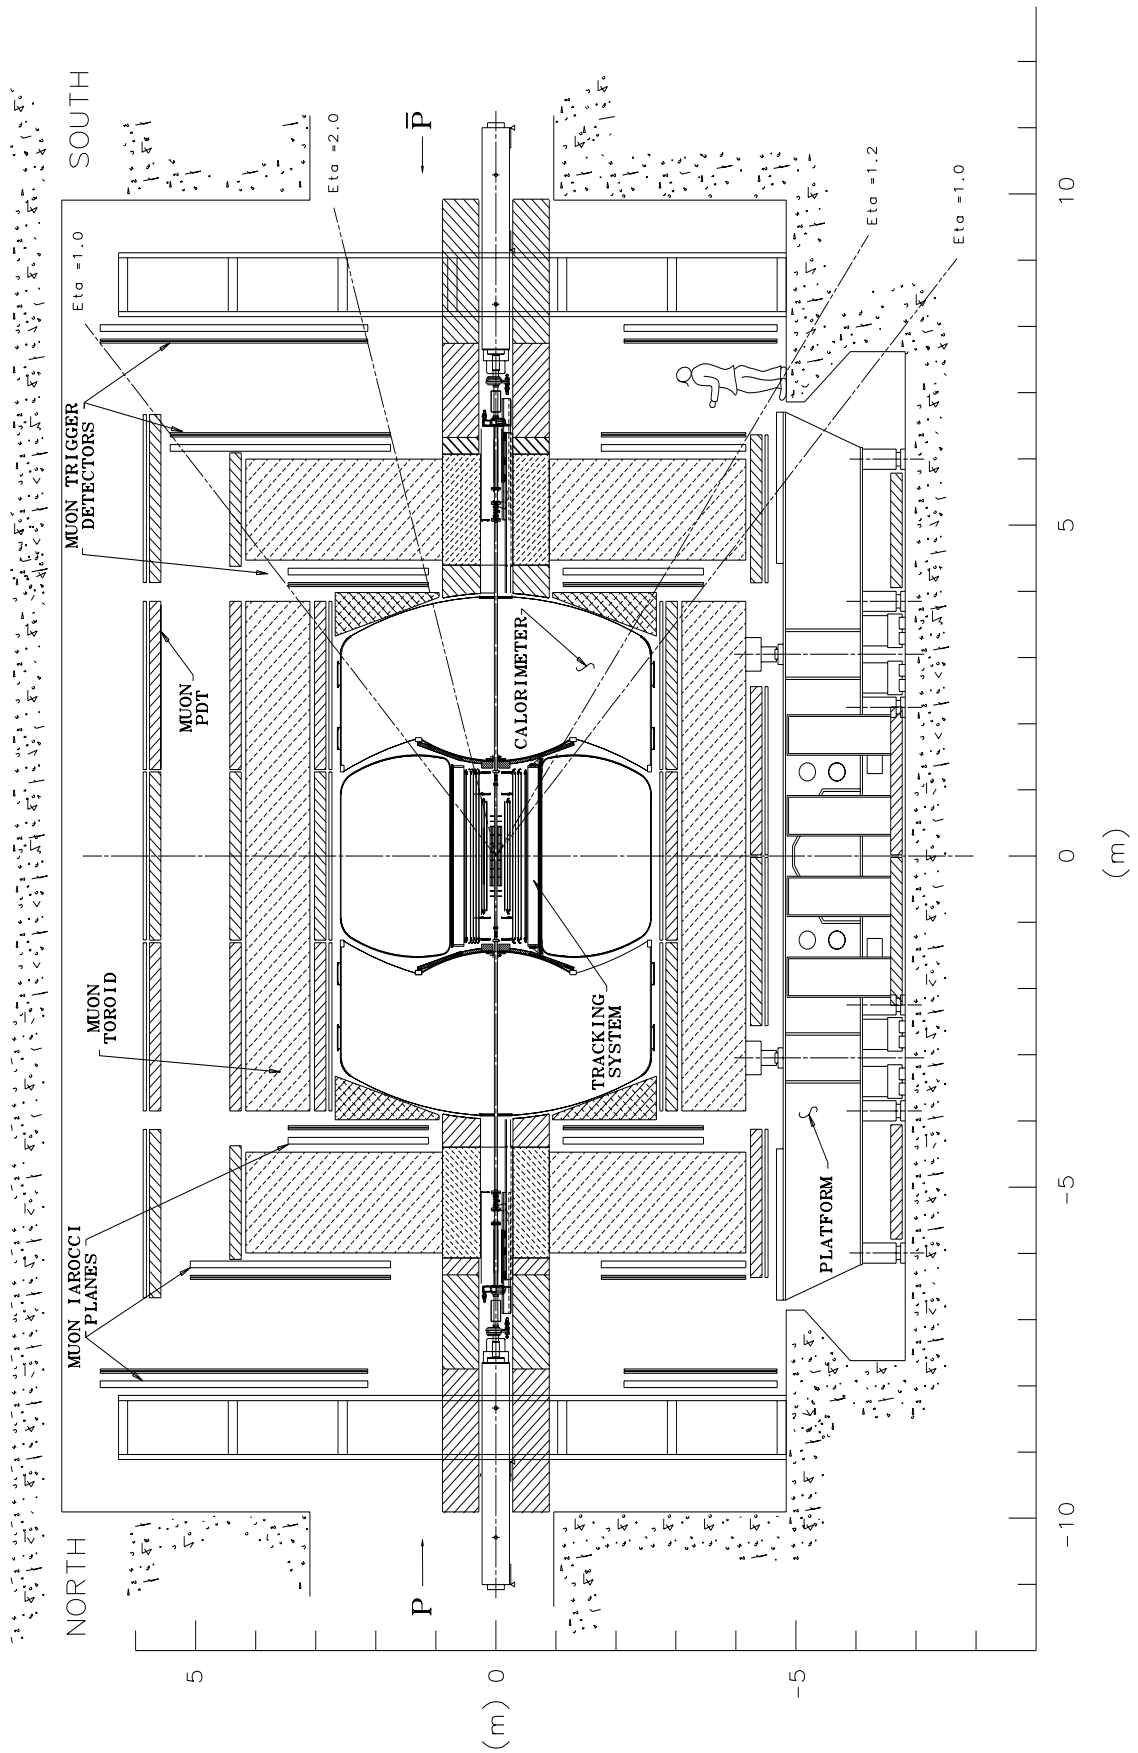 NORTH
SOUTH
MUON IAROCCI
PLANES
MUON
TOROID
MUON
PDT
MUON TRIGGER
DETECTORS
Eta =1.0
Eta =2.0
P
P̅
CALORIMETER
TRACKING
SYSTEM
PLATFORM
Eta =1.2
Eta =1.0
5
0
-5
(m)
-10
-5
0
5
10
(m)